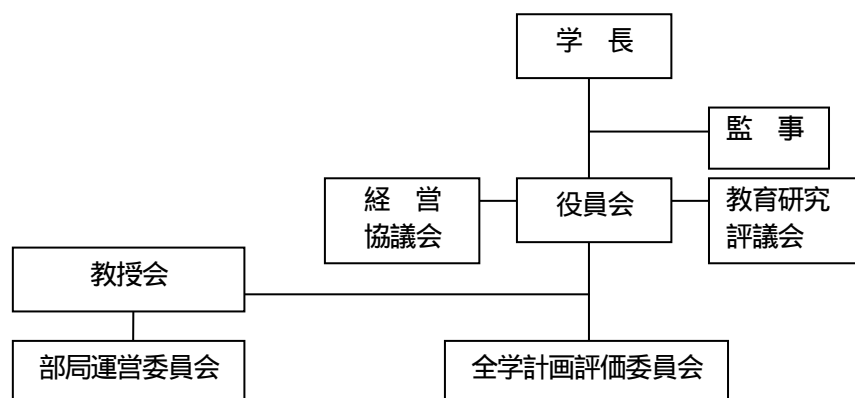 学　長
監　事
経　営
協議会
役員会
教育研究
評議会
教授会
部局運営委員会
全学計画評価委員会